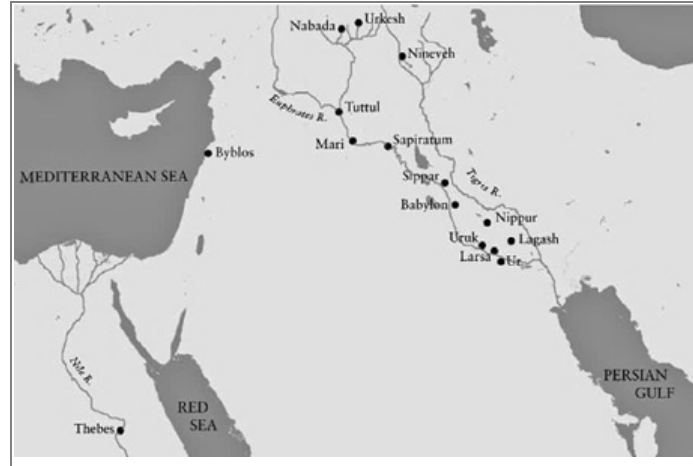 Urkesh
Nabada
Nineveh
Euphrates R.
Tuttul
Mari
Sapiratum
Byblos
MEDITERRANEAN SEA
Sippar
Tigris R.
Babylon
Nippur
Uruk
Lagash
Larsa
Ur
Nile R.
RED
SEA
PERSIAN
GULF
Thebes